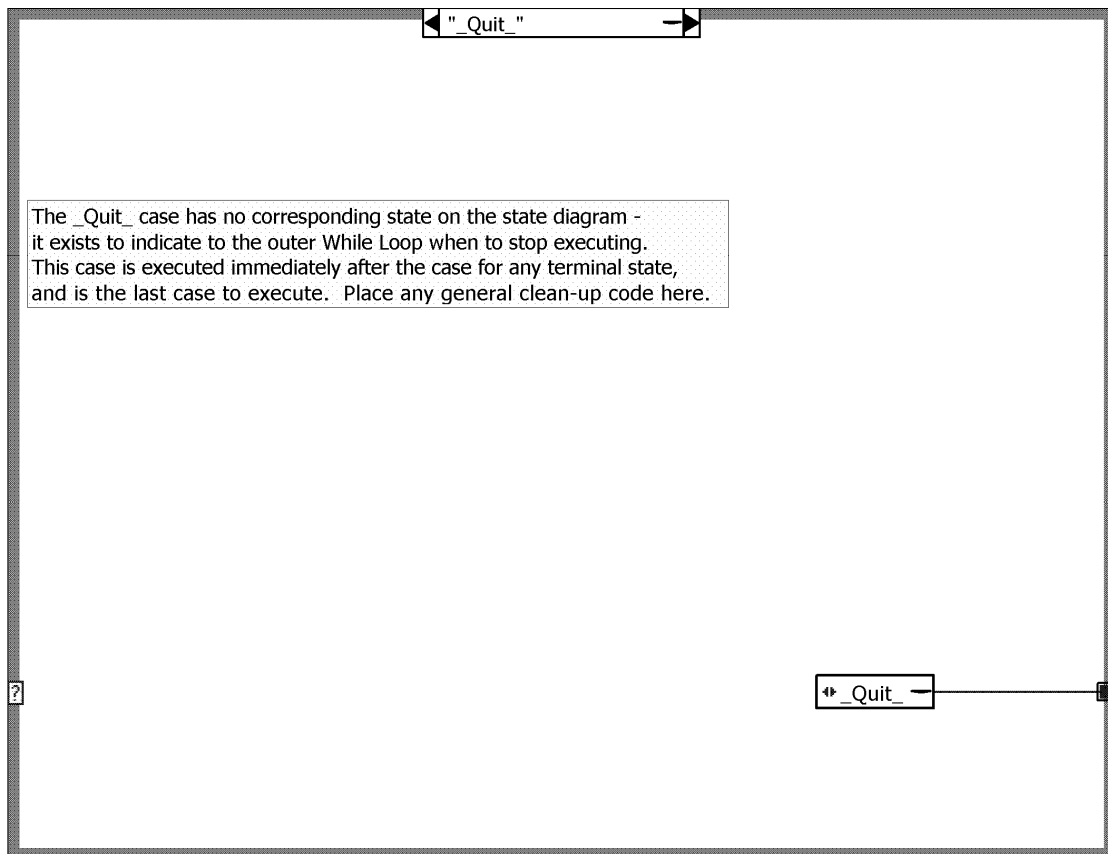 "_Quit_"
The _Quit_ case has no corresponding state on the state diagram -
it exists to indicate to the outer While Loop when to stop executing.
This case is executed immediately after the case for any terminal state,
and is the last case to execute.  Place any general clean-up code here.
?
_Quit_